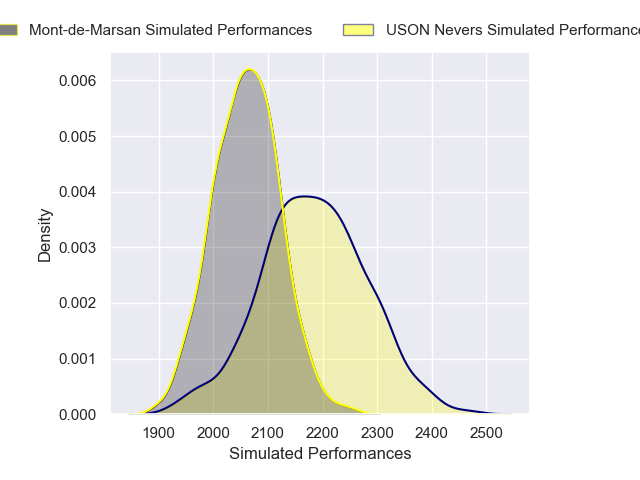 Mont-de-Marsan Simulated Performances USON Nevers Simulated Performance
0.006
0.005
0.004
0.003
0.002
0.001
0.000
Density
1900 2000 2100 2200 2300 2400 2500
Simulated Performances